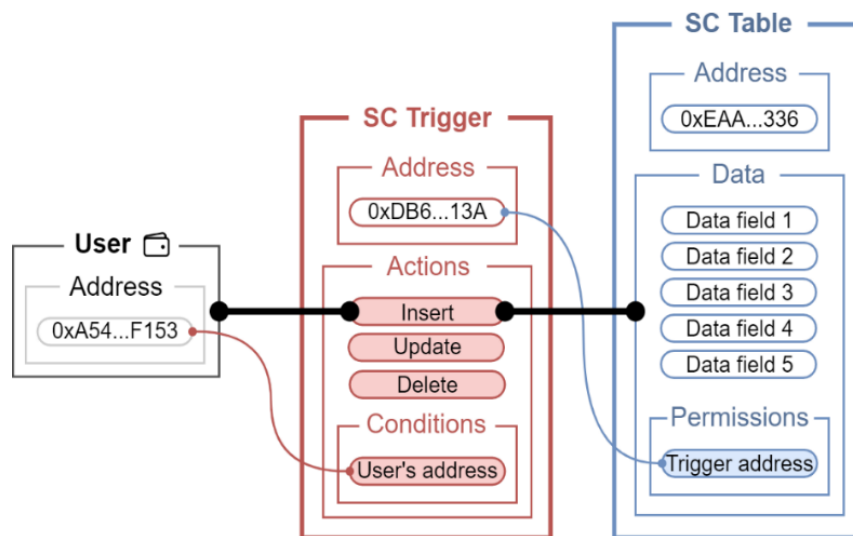 User
Address
0xA54...F153
SC Trigger
Address
0xDB6...13A
Actions
Insert
Update
Delete
Conditions
User's address
SC Table
Address
0xEAA...336
Data
Data field 1
Data field 2
Data field 3
Data field 4
Data field 5
Permissions
Trigger address